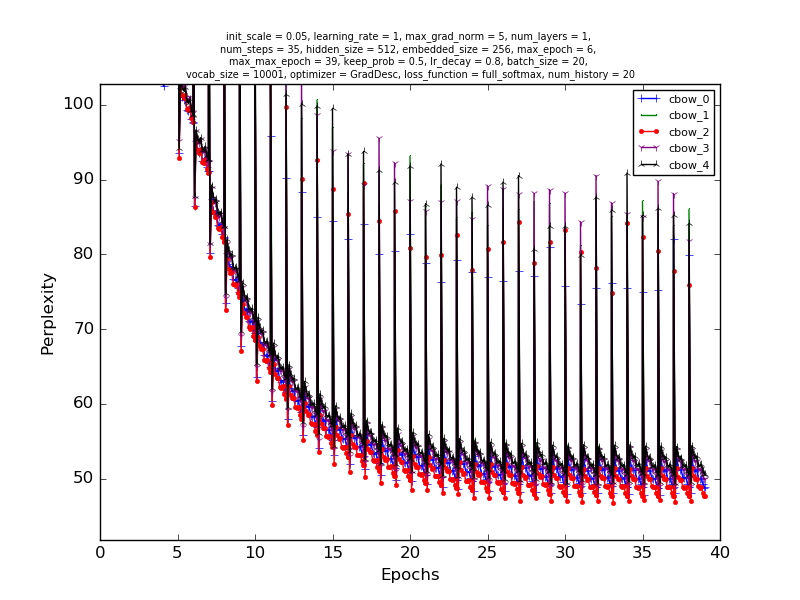 init_scale = 0.05, learning_rate = 1, max_grad_norm = 5, num_layers = 1,
num_steps = 35, hidden_size = 512, embedded_size = 256, max_epoch = 6,
max_max_epoch = 39, keep_prob = 0.5, lr_decay = 0.8, batch_size = 20,
vocab_size = 10001, optimizer = GradDesc, loss_function = full_softmax, num_history = 20
cbow_0
cbow_1
cbow_2
cbow_3
cbow_4
Perplexity
100
90
80
70
60
50
0 5 10 15 20 25 30 35 40
Epochs